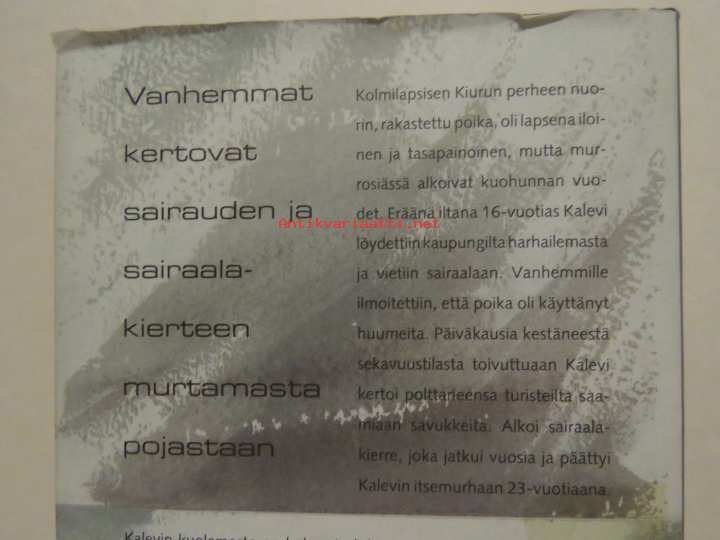 Vanhemmat
kertovat
sairauden ja
sairaala-
kierteen
murtamasta
pojastaan
Kolmilapsisen Kiurun perheen nuo-
rin, rakastettu poika, oli lapsena iloi-
nen ja tasapainoinen, mutta mur-
rosiässä alkoivat kuohunnan vuo-
det. Eräänä iltana 16-vuotias Kalevi
löydettiin kaupungilta harhailemasta
ja vietiin sairaalaan. Vanhemmille
ilmoitettiin, että poika oli käyttänyt
huumeita. Päiväkausia kestäneestä
sekavuustilasta toivuttuaan Kalevi
kertoi polttaneensa turisteilta saa-
miaan savukkeita. Alkoi sairaala-
kierre, joka jatkui vuosia ja päättyi
Kalevin itsemurhaan 23-vuotiaana.
Antikvariaatti.net